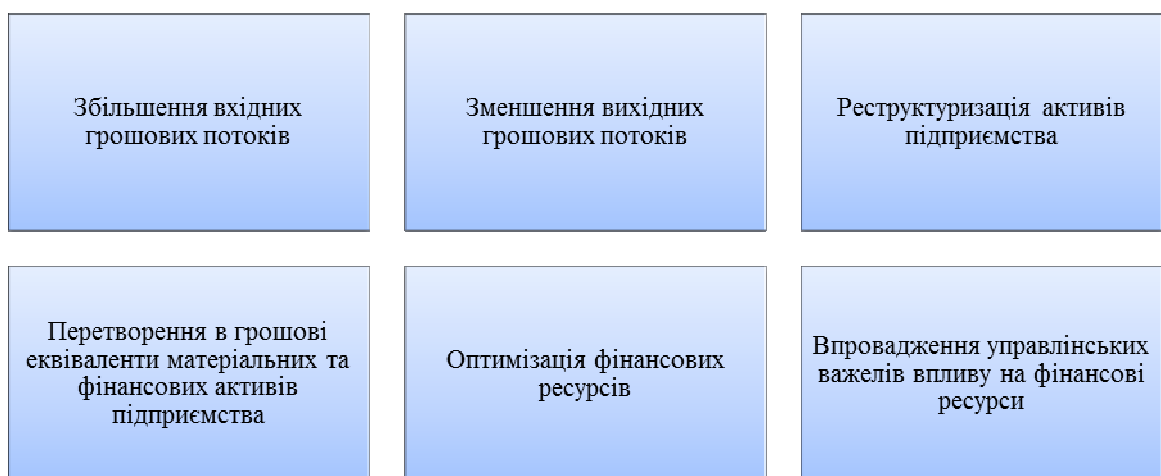 Збільшення вхідних
грошових потоків
Зменшення вихідних
грошових потоків
Реструктуризація активів
підприємства
Перетворення в грошові
еквіваленти матеріальних та
фінансових активів
підприємства
Оптимізація фінансових
ресурсів
Впровадження управлінських
важелів впливу на фінансові
ресурси